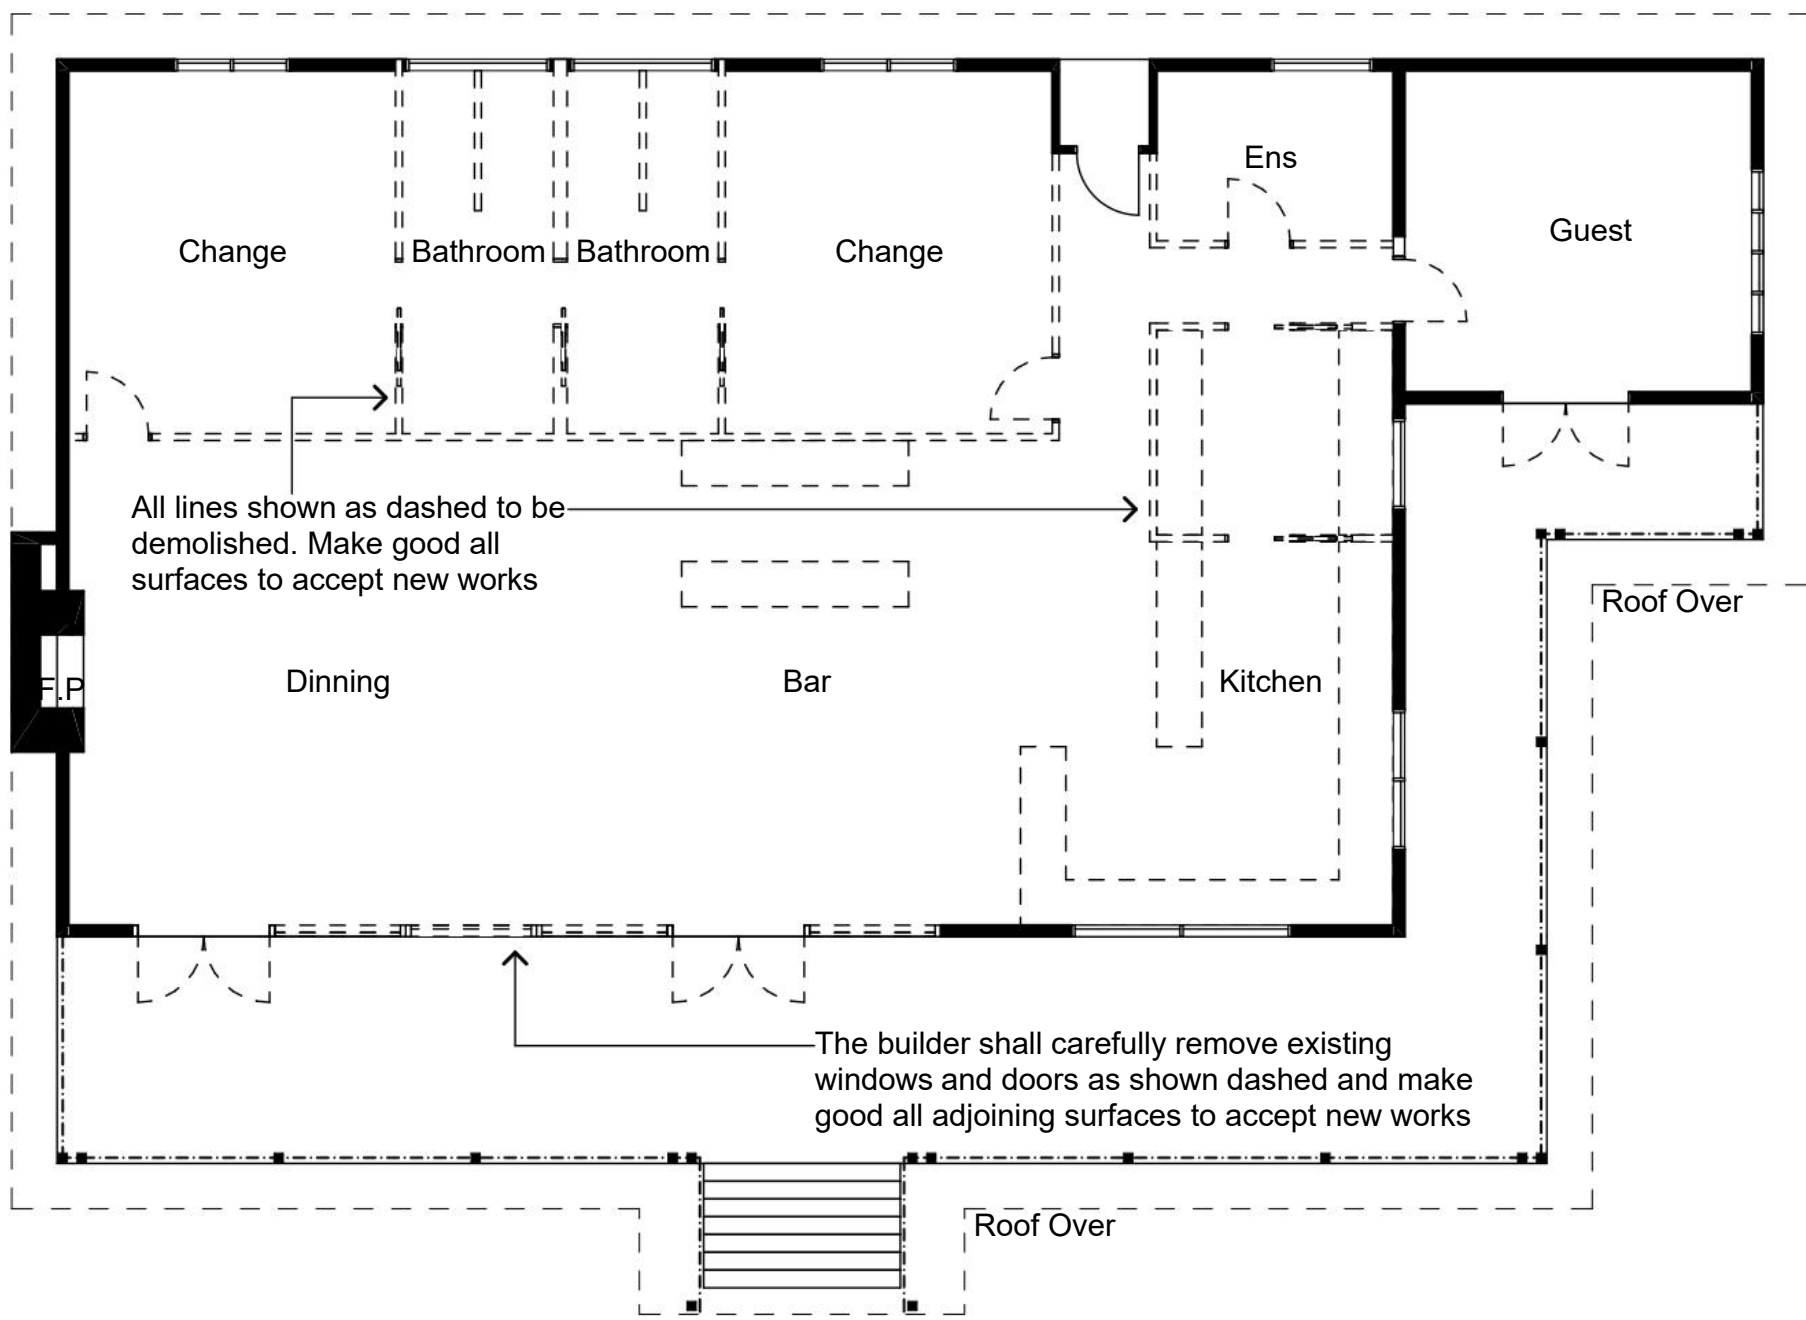 Ens
Guest
Change
Bathroom
Bathroom
Change
All lines shown as dashed to be
demolished. Make good all
surfaces to accept new works
Roof Over
F.P
Dinning
Bar
Kitchen
The builder shall carefully remove existing
windows and doors as shown dashed and make
good all adjoining surfaces to accept new works
Roof Over